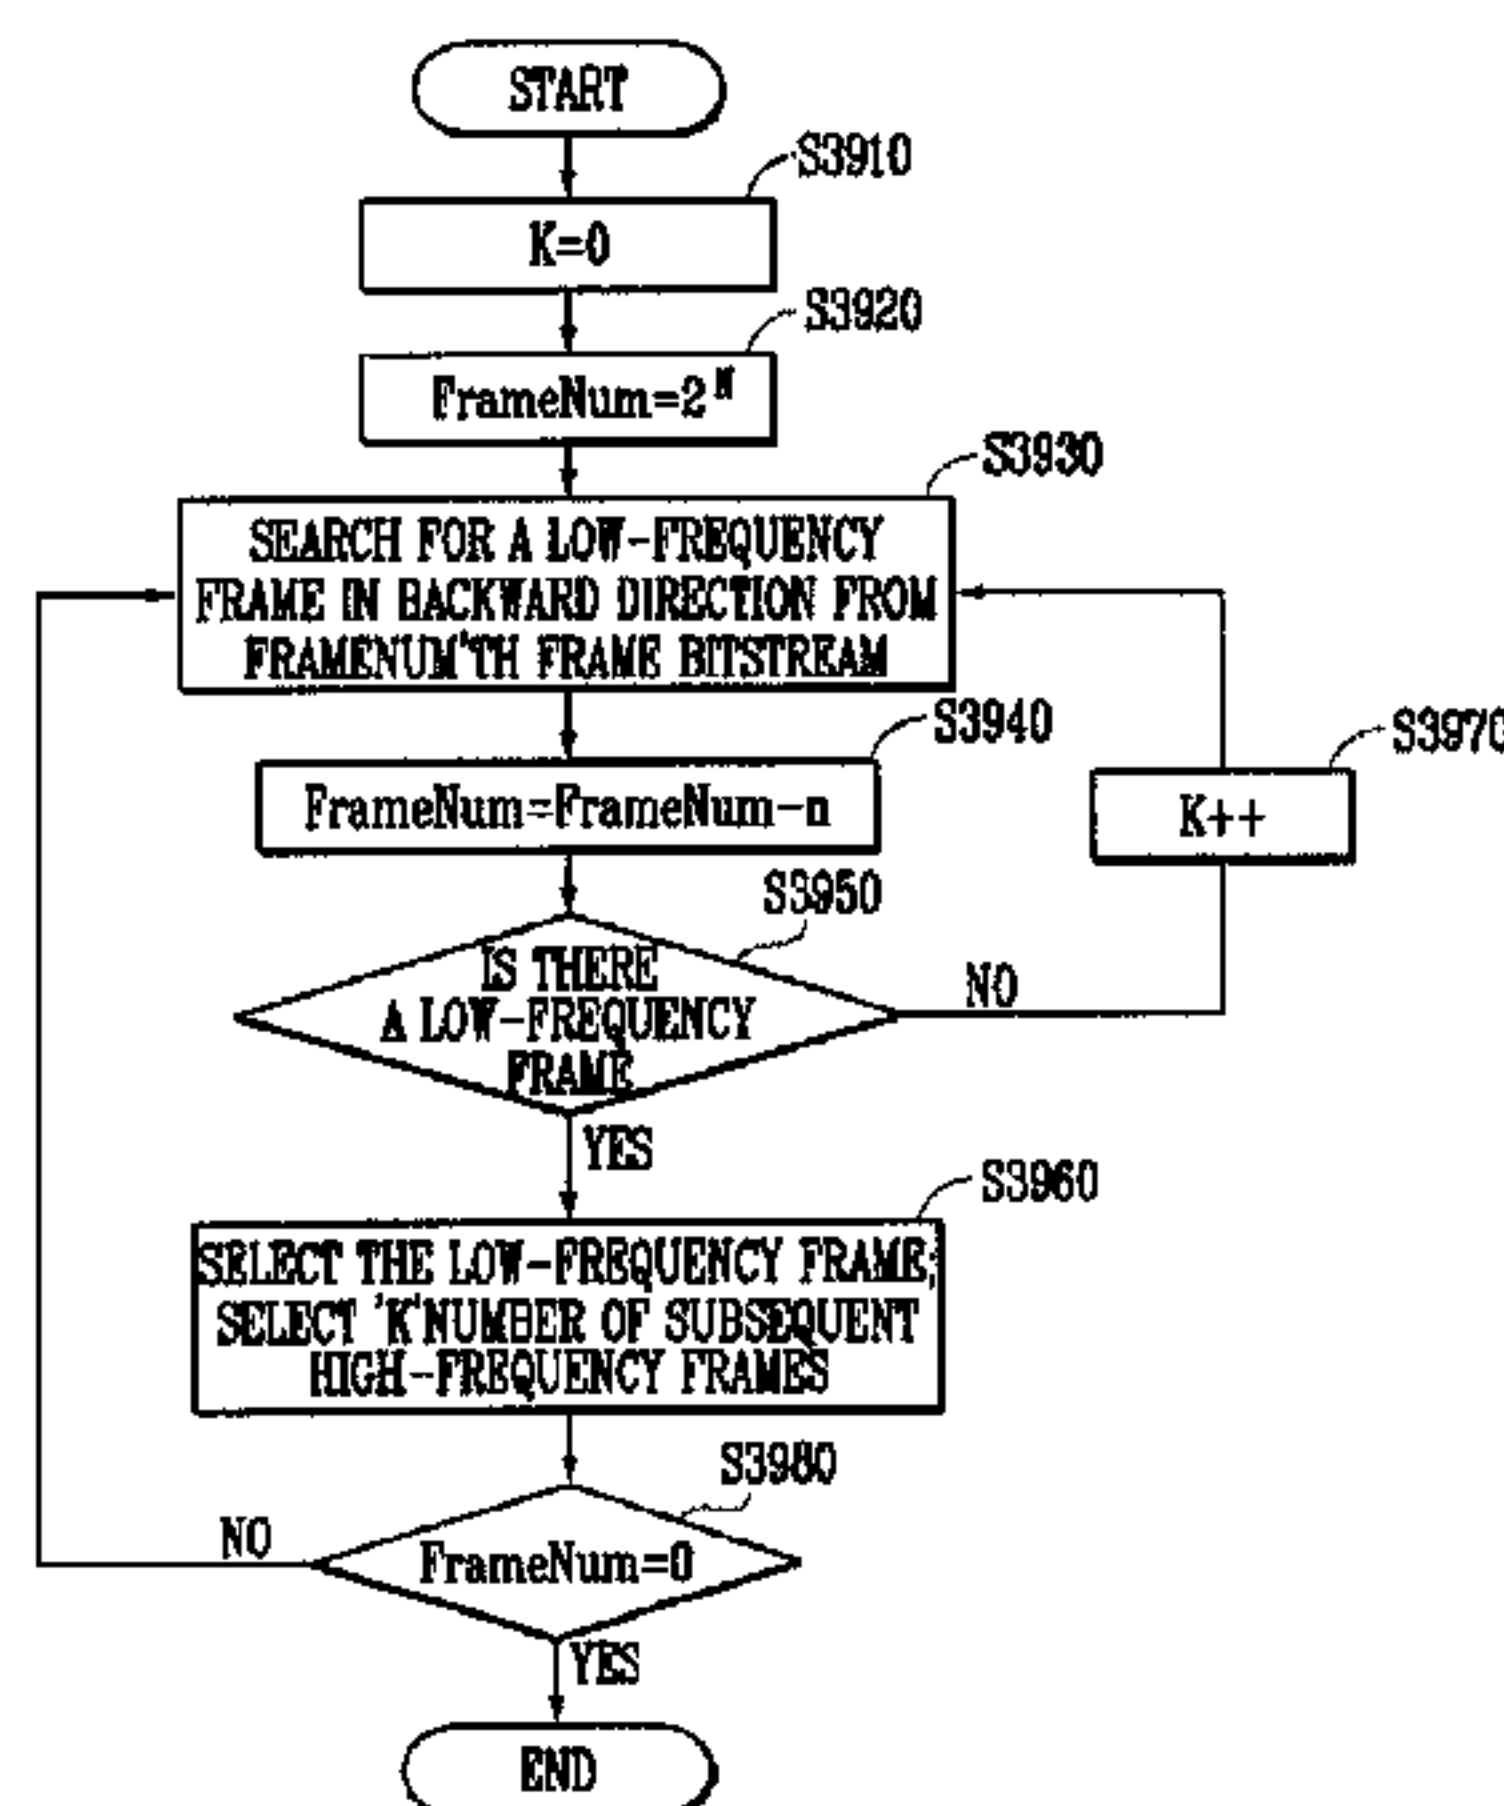 START
S3910
K=0
S3920
FrameNum=2^N
S3930
SEARCH FOR A LOW-FREQUENCY
FRAME IN BACKWARD DIRECTION FROM
FRAMENUM'TH FRAME BITSTREAM
S3940
FrameNum=FrameNum-n
S3970
K++
S3950
IS THERE
A LOW-FREQUENCY
FRAME
NO
YES
S3960
SELECT THE LOW-FREQUENCY FRAME;
SELECT 'K'NUMBER OF SUBSEQUENT
HIGH-FREQUENCY FRAMES
S3980
FrameNum=0
NO
YES
END